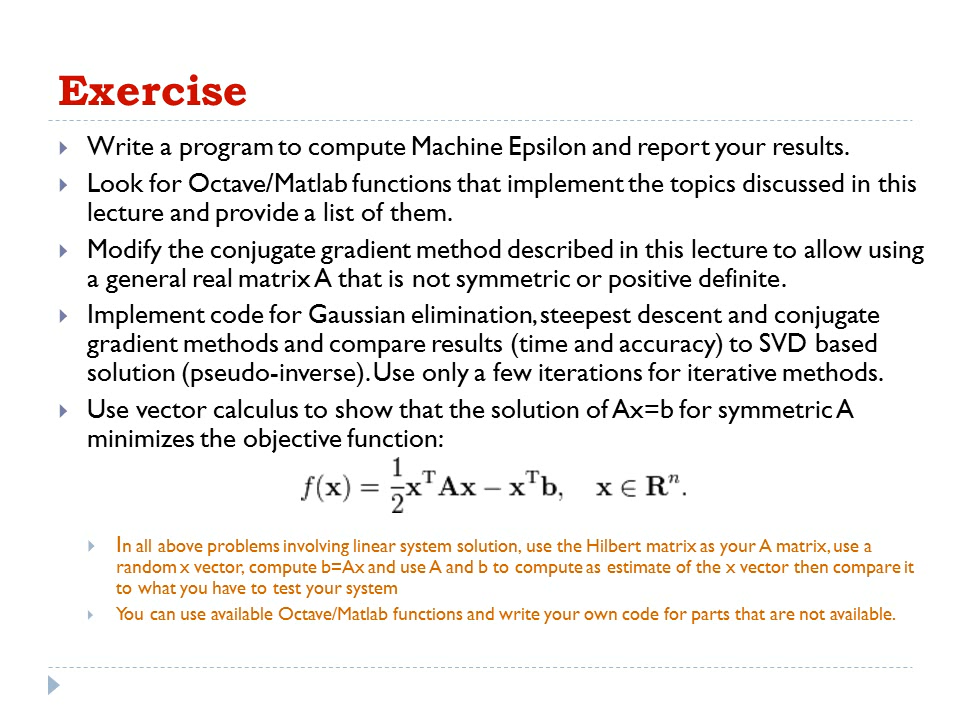 Exercise
Write a program to compute Machine Epsilon and report your results.
Look for Octave/Matlab functions that implement the topics discussed in this
lecture and provide a list of them.
Modify the conjugate gradient method described in this lecture to allow using
a general real matrix A that is not symmetric or positive definite.
Implement code for Gaussian elimination, steepest descent and conjugate
gradient methods and compare results (time and accuracy) to SVD based
solution (pseudo-inverse). Use only a few iterations for iterative methods.
Use vector calculus to show that the solution of Ax=b for symmetric A
minimizes the objective function:
f(x) = 1/2 xᵀAx − xᵀb, x ∈ Rⁿ.
In all above problems involving linear system solution, use the Hilbert matrix as your A matrix, use a
random x vector, compute b=Ax and use A and b to compute as estimate of the x vector then compare it
to what you have to test your system
You can use available Octave/Matlab functions and write your own code for parts that are not available.